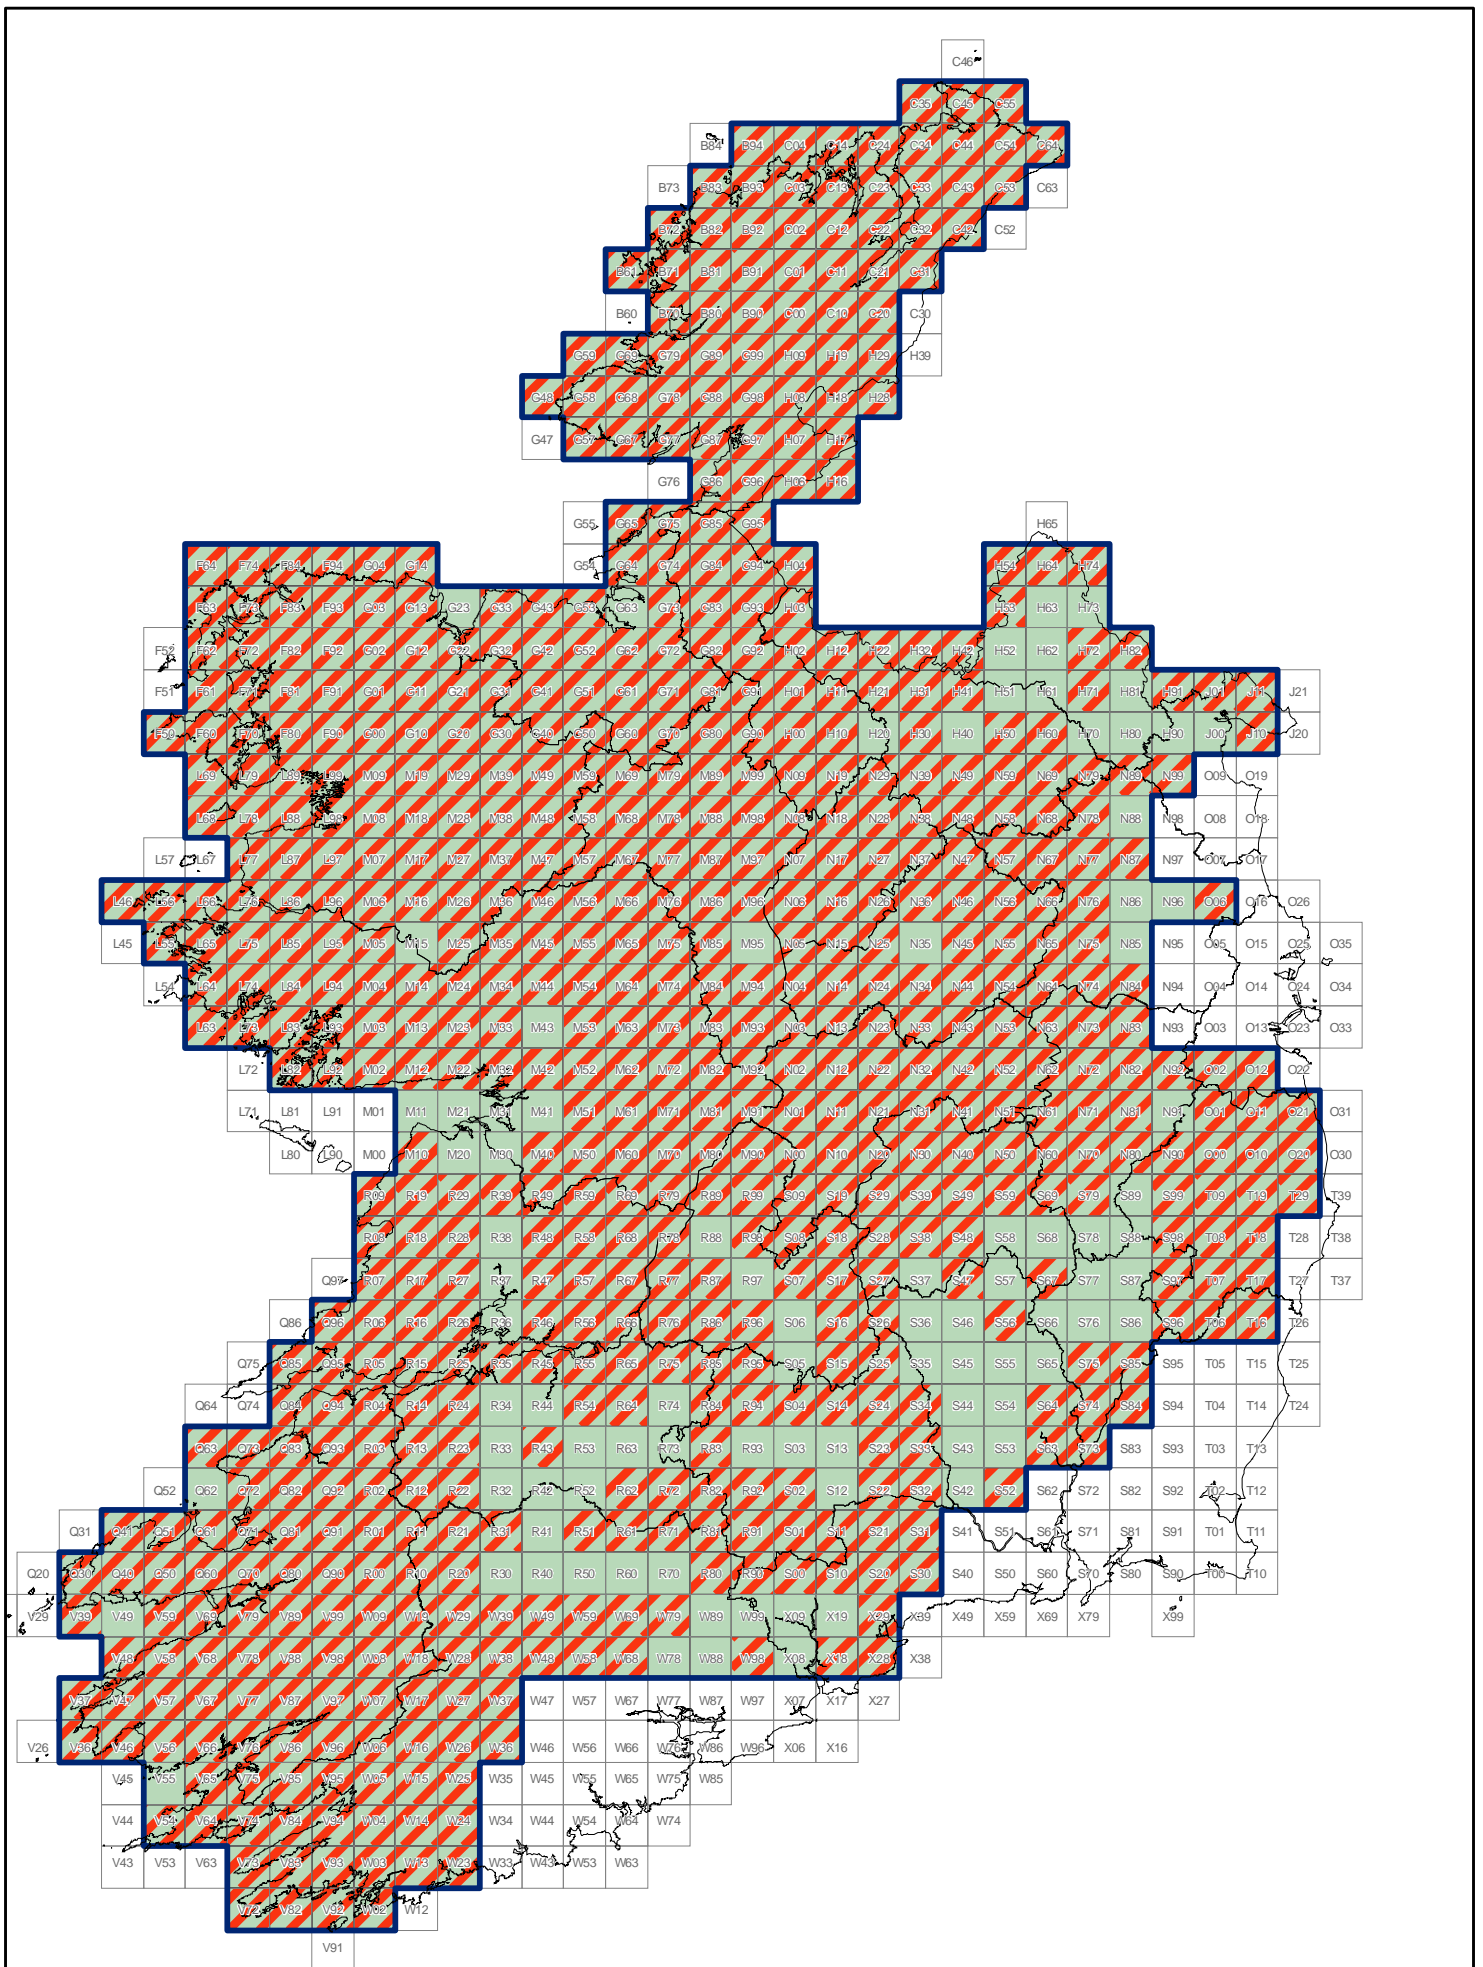 C46
C35 C45 C55
B84 B94 C04 C14 C24 C34 C44 C54 C64
B73 B83 B93 C03 C13 C23 C33 C43 C53 C63
B72 B82 B92 C02 C12 C22 C32 C42 C52
B61 B71 B81 B91 C01 C11 C21 C31
B60 B70 B80 B90 C00 C10 C20 C30
G59 G69 G79 G89 G99 H09 H19 H29 H39
G48 G58 G68 G78 G88 G98 H08 H18 H28
G47 G57 G67 G77 G87 G97 H07 H17
G76 G86 G96 H06 H16
G55 G65 G75 G85 G95 H65
F64 F74 F84 F94 G04 G14 G54 G64 G74 G84 G94 H04 H54 H64 H74
F63 F73 F83 F93 G03 G13 G23 G33 G43 G53 G63 G73 G83 G93 H03 H53 H63 H73
F52 F62 F72 F82 F92 G02 G12 G22 G32 G42 G52 G62 G72 G82 G92 H02 H12 H22 H32 H42 H52 H62 H72 H82
F51 F61 F71 F81 F91 G01 G11 G21 G31 G41 G51 G61 G71 G81 G91 H01 H11 H21 H31 H41 H51 H61 H71 H81 H91 J01 J11 J21
F50 F60 F70 F80 F90 G00 G10 G20 G30 G40 G50 G60 G70 G80 G90 H00 H10 H20 H30 H40 H50 H60 H70 H80 H90 J00 J10 J20
L69 L79 L89 L99 M09 M19 M29 M39 M49 M59 M69 M79 M89 M99 N09 N19 N29 N39 N49 N59 N69 N79 N89 N99 O09 O19
L68 L78 L88 L98 M08 M18 M28 M38 M48 M58 M68 M78 M88 M98 N08 N18 N28 N38 N48 N58 N68 N78 N88 N98 O08 O18
L57 L67 L77 L87 L97 M07 M17 M27 M37 M47 M57 M67 M77 M87 M97 N07 N17 N27 N37 N47 N57 N67 N77 N87 N97 O07 O17
L46 L56 L66 L76 L86 L96 M06 M16 M26 M36 M46 M56 M66 M76 M86 M96 N06 N16 N26 N36 N46 N56 N66 N76 N86 N96 O06 O16 O26
L45 L55 L65 L75 L85 L95 M05 M15 M25 M35 M45 M55 M65 M75 M85 M95 N05 N15 N25 N35 N45 N55 N65 N75 N85 N95 O05 O15 O25 O35
L54 L64 L74 L84 L94 M04 M14 M24 M34 M44 M54 M64 M74 M84 M94 N04 N14 N24 N34 N44 N54 N64 N74 N84 N94 O04 O14 O24 O34
L63 L73 L83 L93 M03 M13 M23 M33 M43 M53 M63 M73 M83 M93 N03 N13 N23 N33 N43 N53 N63 N73 N83 N93 O03 O13 O23 O33
L72 L82 L92 M02 M12 M22 M32 M42 M52 M62 M72 M82 M92 N02 N12 N22 N32 N42 N52 N62 N72 N82 N92 O02 O12 O22
L71 L81 L91 M01 M11 M21 M31 M41 M51 M61 M71 M81 M91 N01 N11 N21 N31 N41 N51 N61 N71 N81 N91 O01 O11 O21 O31
L80 L90 M00 M10 M20 M30 M40 M50 M60 M70 M80 M90 N00 N10 N20 N30 N40 N50 N60 N70 N80 N90 O00 O10 O20 O30
R09 R19 R29 R39 R49 R59 R69 R79 R89 R99 S09 S19 S29 S39 S49 S59 S69 S79 S89 S99 T09 T19 T29 T39
R08 R18 R28 R38 R48 R58 R68 R78 R88 R98 S08 S18 S28 S38 S48 S58 S68 S78 S88 S98 T08 T18 T28 T38
Q97 R07 R17 R27 R37 R47 R57 R67 R77 R87 R97 S07 S17 S27 S37 S47 S57 S67 S77 S87 S97 T07 T17 T27 T37
Q86 Q96 R06 R16 R26 R36 R46 R56 R66 R76 R86 R96 S06 S16 S26 S36 S46 S56 S66 S76 S86 S96 T06 T16 T26
Q75 Q85 Q95 R05 R15 R25 R35 R45 R55 R65 R75 R85 R95 S05 S15 S25 S35 S45 S55 S65 S75 S85 S95 T05 T15 T25
Q64 Q74 Q84 Q94 R04 R14 R24 R34 R44 R54 R64 R74 R84 R94 S04 S14 S24 S34 S44 S54 S64 S74 S84 S94 T04 T14 T24
Q63 Q73 Q83 Q93 R03 R13 R23 R33 R43 R53 R63 R73 R83 R93 S03 S13 S23 S33 S43 S53 S63 S73 S83 S93 T03 T13
Q52 Q62 Q72 Q82 Q92 R02 R12 R22 R32 R42 R52 R62 R72 R82 R92 S02 S12 S22 S32 S42 S52 S62 S72 S82 S92 T02 T12
Q31 Q41 Q51 Q61 Q71 Q81 Q91 R01 R11 R21 R31 R41 R51 R61 R71 R81 R91 S01 S11 S21 S31 S41 S51 S61 S71 S81 S91 T01 T11
Q20 Q30 Q40 Q50 Q60 Q70 Q80 Q90 R00 R10 R20 R30 R40 R50 R60 R70 R80 R90 S00 S10 S20 S30 S40 S50 S60 S70 S80 S90 T00 T10
V29 V39 V49 V59 V69 V79 V89 V99 W09 W19 W29 W39 W49 W59 W69 W79 W89 W99 X09 X19 X29 X39 X49 X59 X69 X79 X99
V48 V58 V68 V78 V88 V98 W08 W18 W28 W38 W48 W58 W68 W78 W88 W98 X08 X18 X28 X38
V37 V47 V57 V67 V77 V87 V97 W07 W17 W27 W37 W47 W57 W67 W77 W87 W97 X07 X17 X27
V26 V36 V46 V56 V66 V76 V86 V96 W06 W16 W26 W36 W46 W56 W66 W76 W86 W96 X06 X16
V45 V55 V65 V75 V85 V95 W05 W15 W25 W35 W45 W55 W65 W75 W85
V44 V54 V64 V74 V84 V94 W04 W14 W24 W34 W44 W54 W64 W74
V43 V53 V63 V73 V83 V93 W03 W13 W23 W33 W43 W53 W63
V72 V82 V92 W02 W12
V91